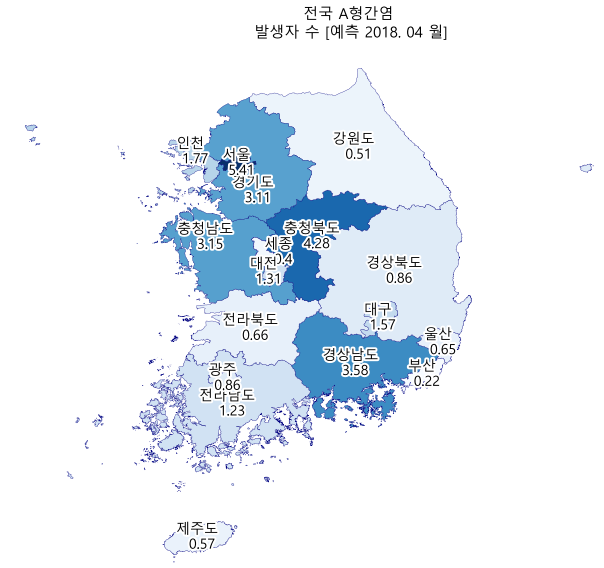 전국 A형간염
발생자 수 [예측 2018. 04 월]
강원도
0.51
인천
1.77
서울
5.41
경기도
3.11
충청남도
3.15
충청북도
4.28
세종
0.4
대전
1.31
경상북도
0.86
대구
1.57
전라북도
0.66
울산
0.65
경상남도
3.58
부산
0.22
광주
0.86
전라남도
1.23
제주도
0.57